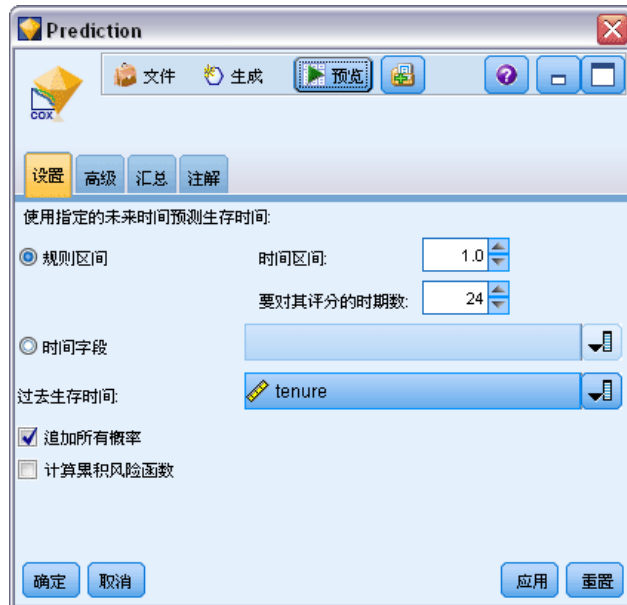 Prediction
文件 生成 预览
COX
设置 高级 汇总 注解
使用指定的未来时间预测生存时间:
规则区间 时间区间: 1.0
要对其评分的时期数: 24
时间字段
过去生存时间: tenure
追加所有概率
计算累积风险函数
确定 取消 应用 重置